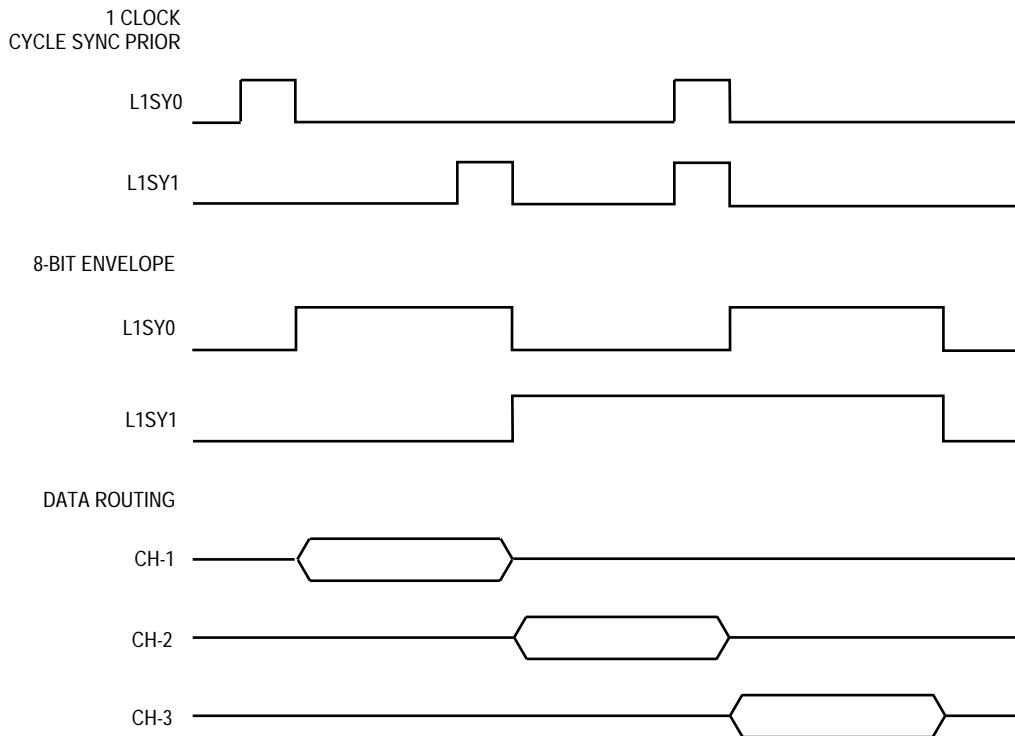 1 CLOCK
CYCLE SYNC PRIOR
L1SY0
L1SY1
8-BIT ENVELOPE
L1SY0
L1SY1
DATA ROUTING
CH-1
CH-2
CH-3